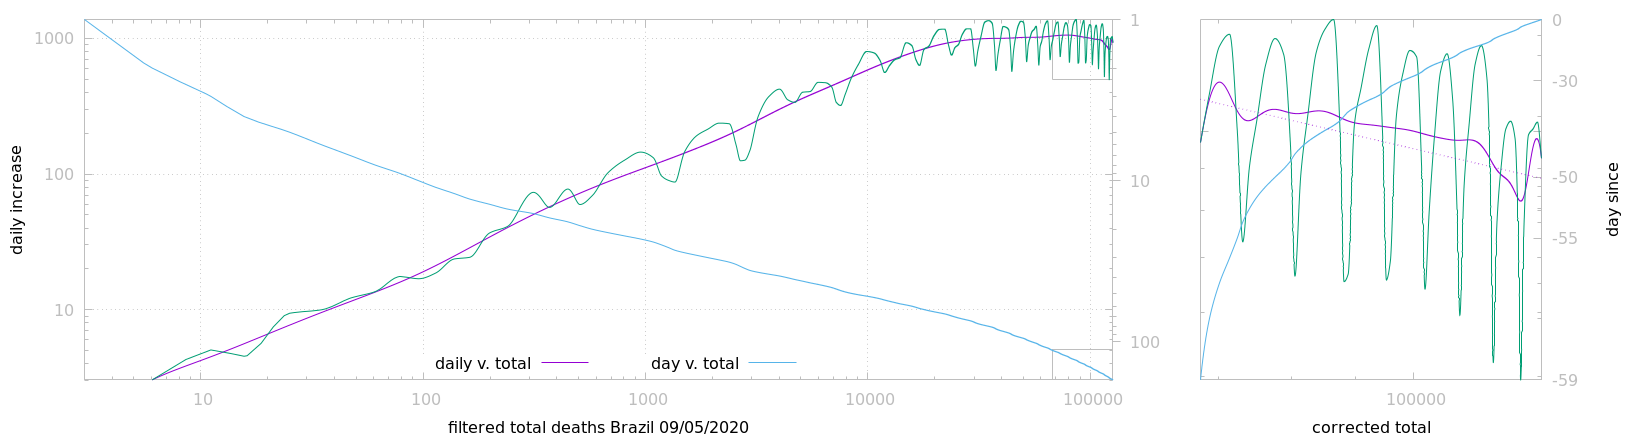 1000
100
10
daily increase
daily v. total
day v. total
10
100
1000
10000
100000
filtered total deaths Brazil 09/05/2020
1
10
100
0
-30
-50
-55
-59
day since
100000
corrected total